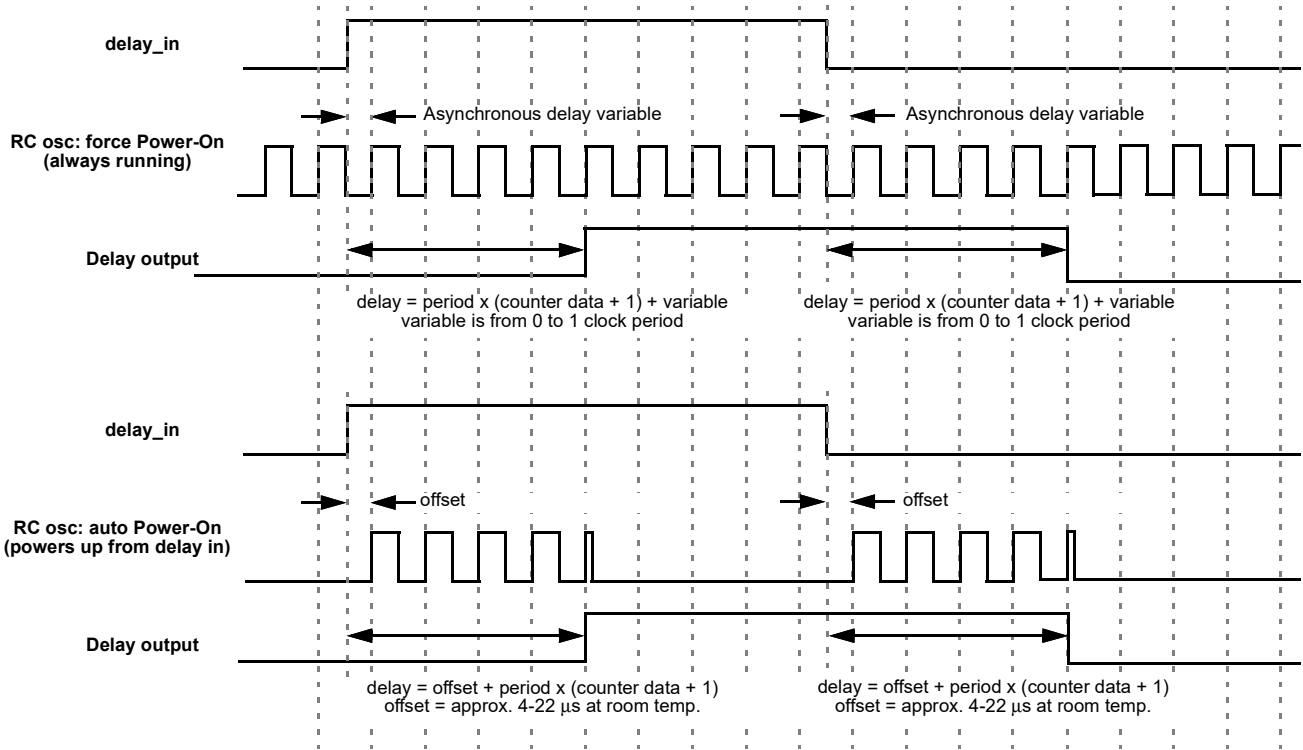 delay_in
Asynchronous delay variable
Asynchronous delay variable
RC osc: force Power-On
(always running)
Delay output
delay = period x (counter data + 1) + variable
variable is from 0 to 1 clock period
delay = period x (counter data + 1) + variable
variable is from 0 to 1 clock period
delay_in
offset
offset
RC osc: auto Power-On
(powers up from delay in)
Delay output
delay = offset + period x (counter data + 1)
offset = approx. 4-22 μs at room temp.
delay = offset + period x (counter data + 1)
offset = approx. 4-22 μs at room temp.